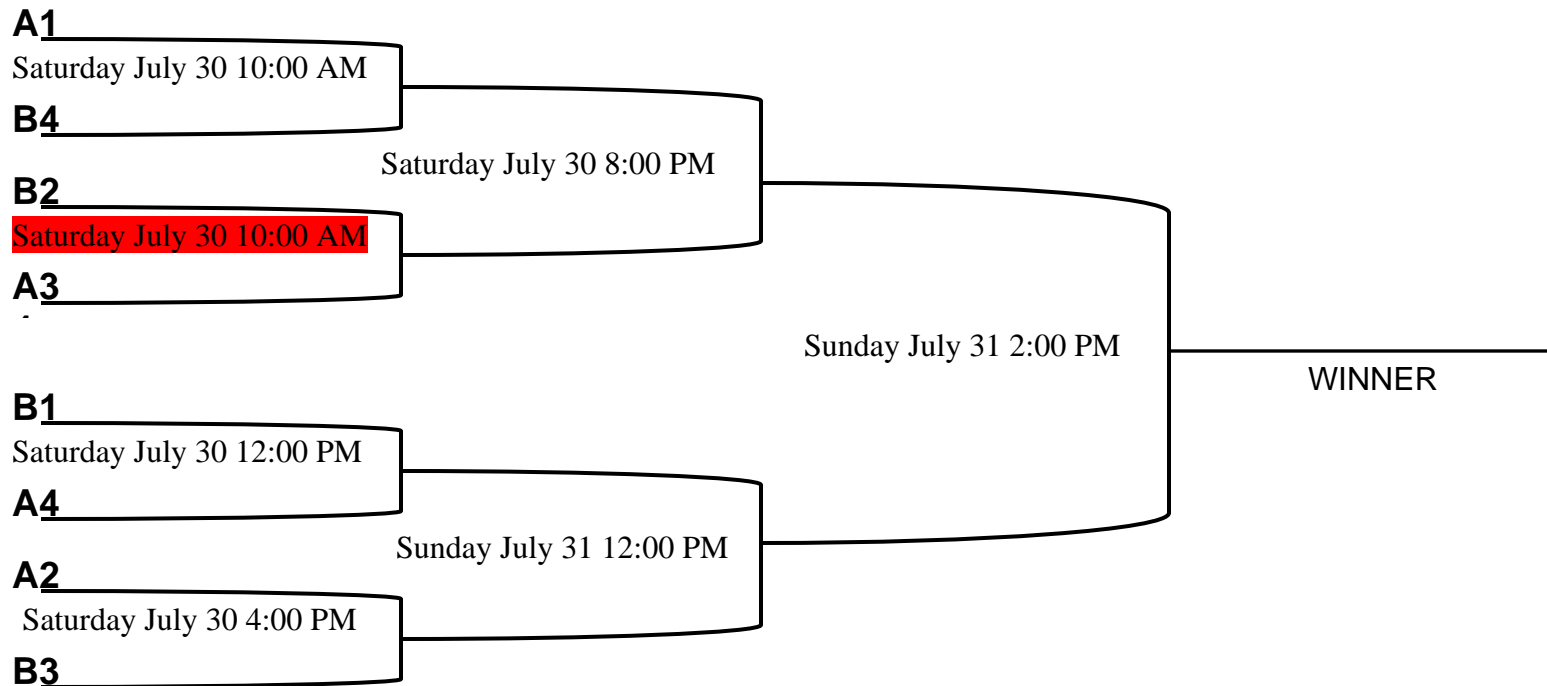 A1
Saturday July 30 10:00 AM
B4
Saturday July 30 8:00 PM
B2
Saturday July 30 10:00 AM
A3
Sunday July 31 2:00 PM
WINNER
B1
Saturday July 30 12:00 PM
A4
Sunday July 31 12:00 PM
A2
Saturday July 30 4:00 PM
B3